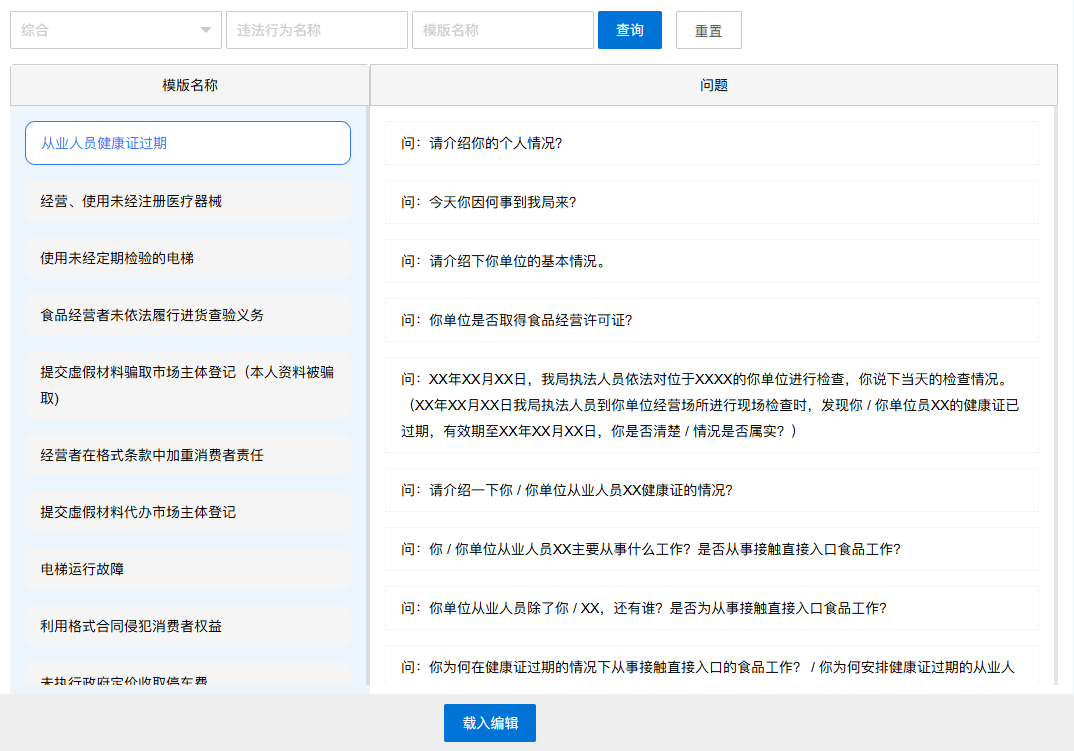 综合
违法行为名称
模版名称
查询
重置
模版名称
问题
从业人员健康证过期
经营、使用未经注册医疗器械
使用未经定期检验的电梯
食品经营者未依法履行进货查验义务
提交虚假材料骗取市场主体登记（本人资料被骗
取)
经营者在格式条款中加重消费者责任
提交虚假材料代办市场主体登记
电梯运行故障
利用格式合同侵犯消费者权益
未执行政府定价收取停车费
问：请介绍你的个人情况?
问：今天你因何事到我局来?
问：请介绍下你单位的基本情况。
问：你单位是否取得食品经营许可证?
问：XX年XX月XX日，我局执法人员依法对位于XXXX的你单位进行检查，你说下当天的检查情况。
（XX年XX月XX日我局执法人员到你单位经营场所进行现场检查时，发现你 / 你单位员XX的健康证已
过期，有效期至XX年XX月XX日，你是否清楚 / 情况是否属实？）
问：请介绍一下你 / 你单位从业人员XX健康证的情况?
问：你 / 你单位从业人员XX主要从事什么工作？是否从事接触直接入口食品工作?
问：你单位从业人员除了你 / XX，还有谁？是否为从事接触直接入口食品工作?
问：你为何在健康证过期的情况下从事接触直接入口的食品工作？ / 你为何安排健康证过期的从业人
载入编辑